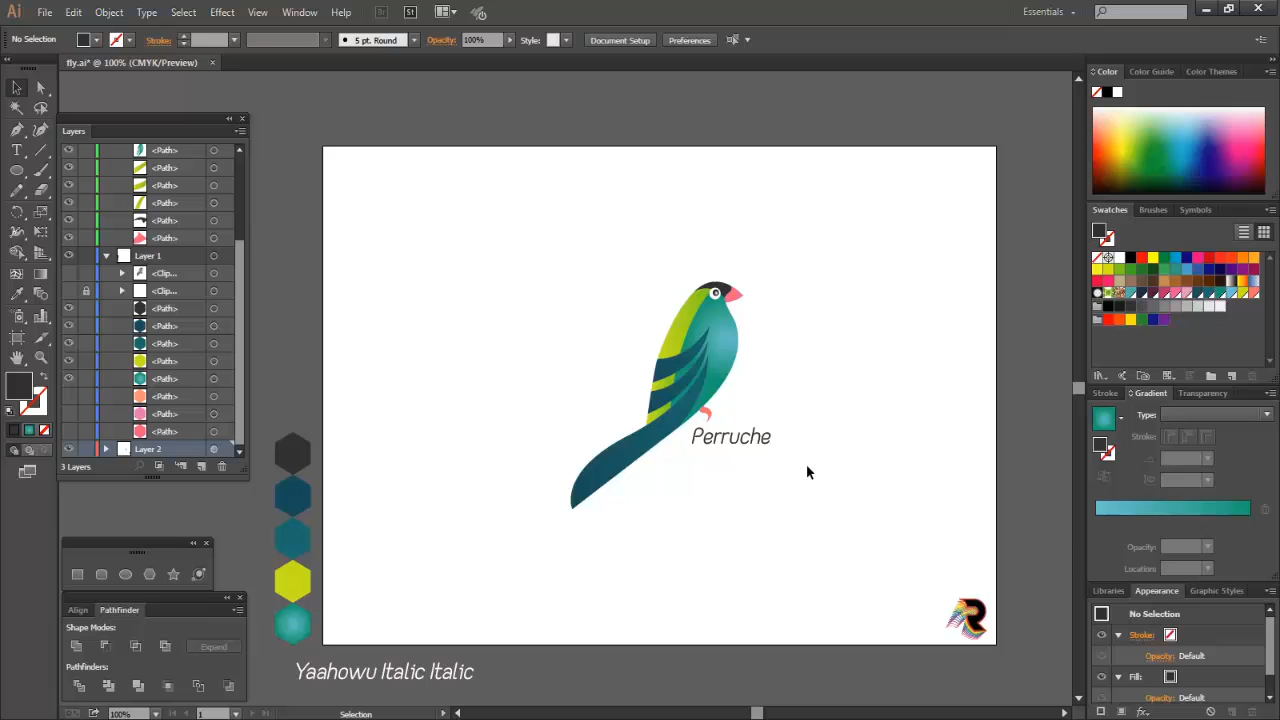 Ai File Edit Object Type Select Effect View Window Help Br St Essentials
No Selection Stroke: 5 pt. Round Opacity: 100% Style: Document Setup Preferences
fly.ai* @ 100% (CMYK/Preview)
Layers
<Path>
<Path>
<Path>
<Path>
<Path>
<Path>
Layer 1
<Clip...
<Clip...
<Path>
<Path>
<Path>
<Path>
<Path>
<Path>
<Path>
<Path>
Layer 2
3 Layers
Align Pathfinder
Shape Modes:
Expand
Pathfinders:
Perruche
R
Yaahowu Italic Italic
Color Color Guide Color Themes
Swatches Brushes Symbols
Stroke Gradient Transparency
Type:
Stroke:
Opacity:
Locations:
Libraries Appearance Graphic Styles
No Selection
Stroke:
Opacity: Default
Fill:
Opacity: Default
fx
100% 1 Selection